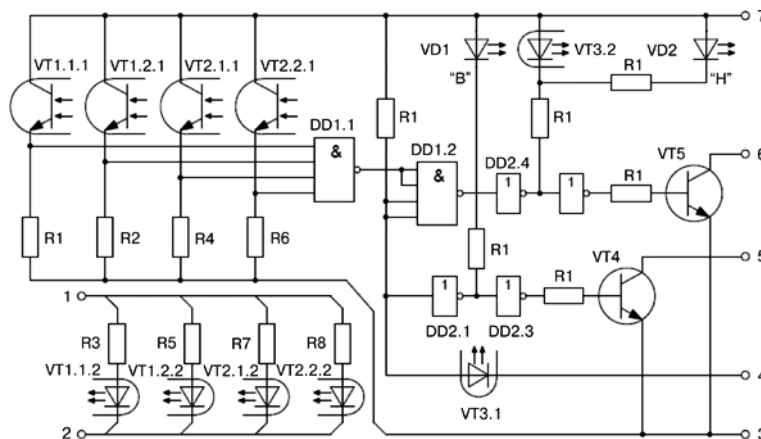 7
VT1.1.1 VT1.2.1 VT2.1.1 VT2.2.1
VD1
VT3.2
VD2
"В"
R1
"Н"
R1
R1
DD1.1
&
DD1.2
&
DD2.4
1
1
R1
VT5
6
R1
R2
R4
R6
R1
5
1
1
1
R1
VT4
DD2.1
DD2.3
R3
R5
R7
R8
VT1.1.2
VT1.2.2
VT2.1.2
VT2.2.2
VT3.1
4
2
3